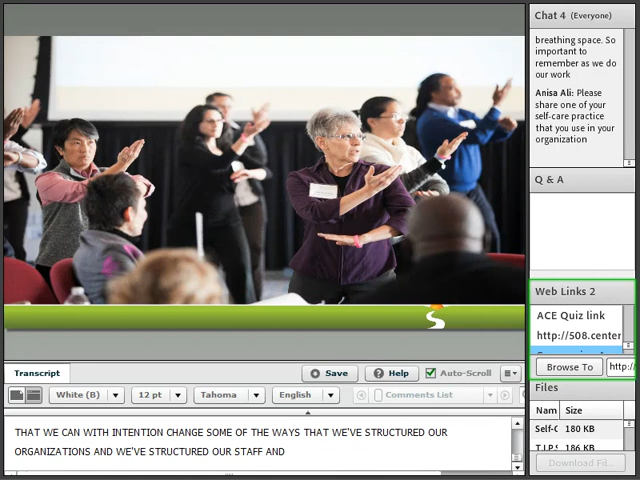 Chat 4 (Everyone)
breathing space. So
important to
remember as we do
our work
Anisa Ali: Please
share one of your
self-care practice
that you use in your
organization
Q & A
Web Links 2
ACE Quiz link
http://508.center
Browse To
http://
Files
Nam Size
Self-C 180 KB
T.I.P.S 186 KB
Download Fil...
Transcript
Save
Help
Auto-Scroll
White (B)
12 pt
Tahoma
English
Comments List
THAT WE CAN WITH INTENTION CHANGE SOME OF THE WAYS THAT WE'VE STRUCTURED OUR
ORGANIZATIONS AND WE'VE STRUCTURED OUR STAFF AND